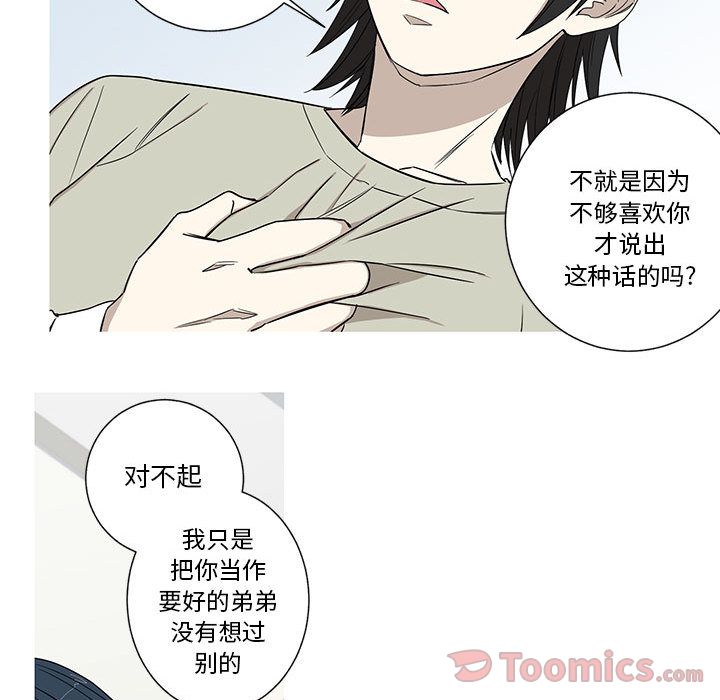 不就是因为
不够喜欢你
才说出
这种话的吗?
对不起
我只是
把你当作
要好的弟弟
没有想过
别的
Toomics.com